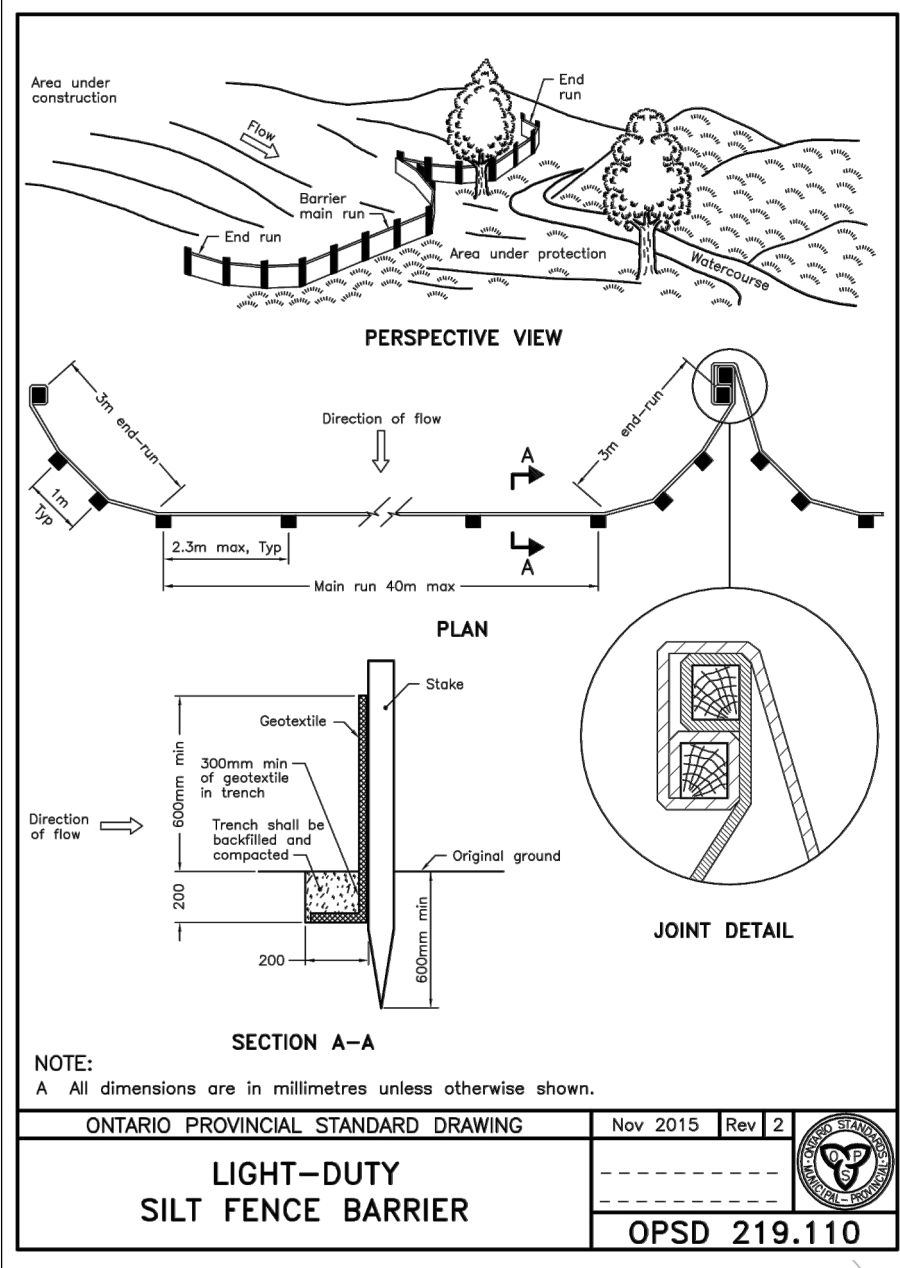 Area under
construction
Flow
End
run
Barrier
main run
End run
Area under protection
Watercourse
PERSPECTIVE VIEW
3m end-run
Direction of flow
3m end-run
A
1m
Typ
2.3m max, Typ
A
Main run 40m max
PLAN
Stake
Geotextile
600mm min
300mm min
of geotextile
in trench
Direction
of flow
Trench shall be
backfilled and
compacted
Original ground
200
200
600mm min
JOINT DETAIL
SECTION A-A
NOTE:
A All dimensions are in millimetres unless otherwise shown.
ONTARIO PROVINCIAL STANDARD DRAWING
Nov 2015 Rev 2
LIGHT-DUTY
SILT FENCE BARRIER
ONTARIO STANDARDS
MUNICIPAL-PROVINCIAL
OPS
OPSD 219.110